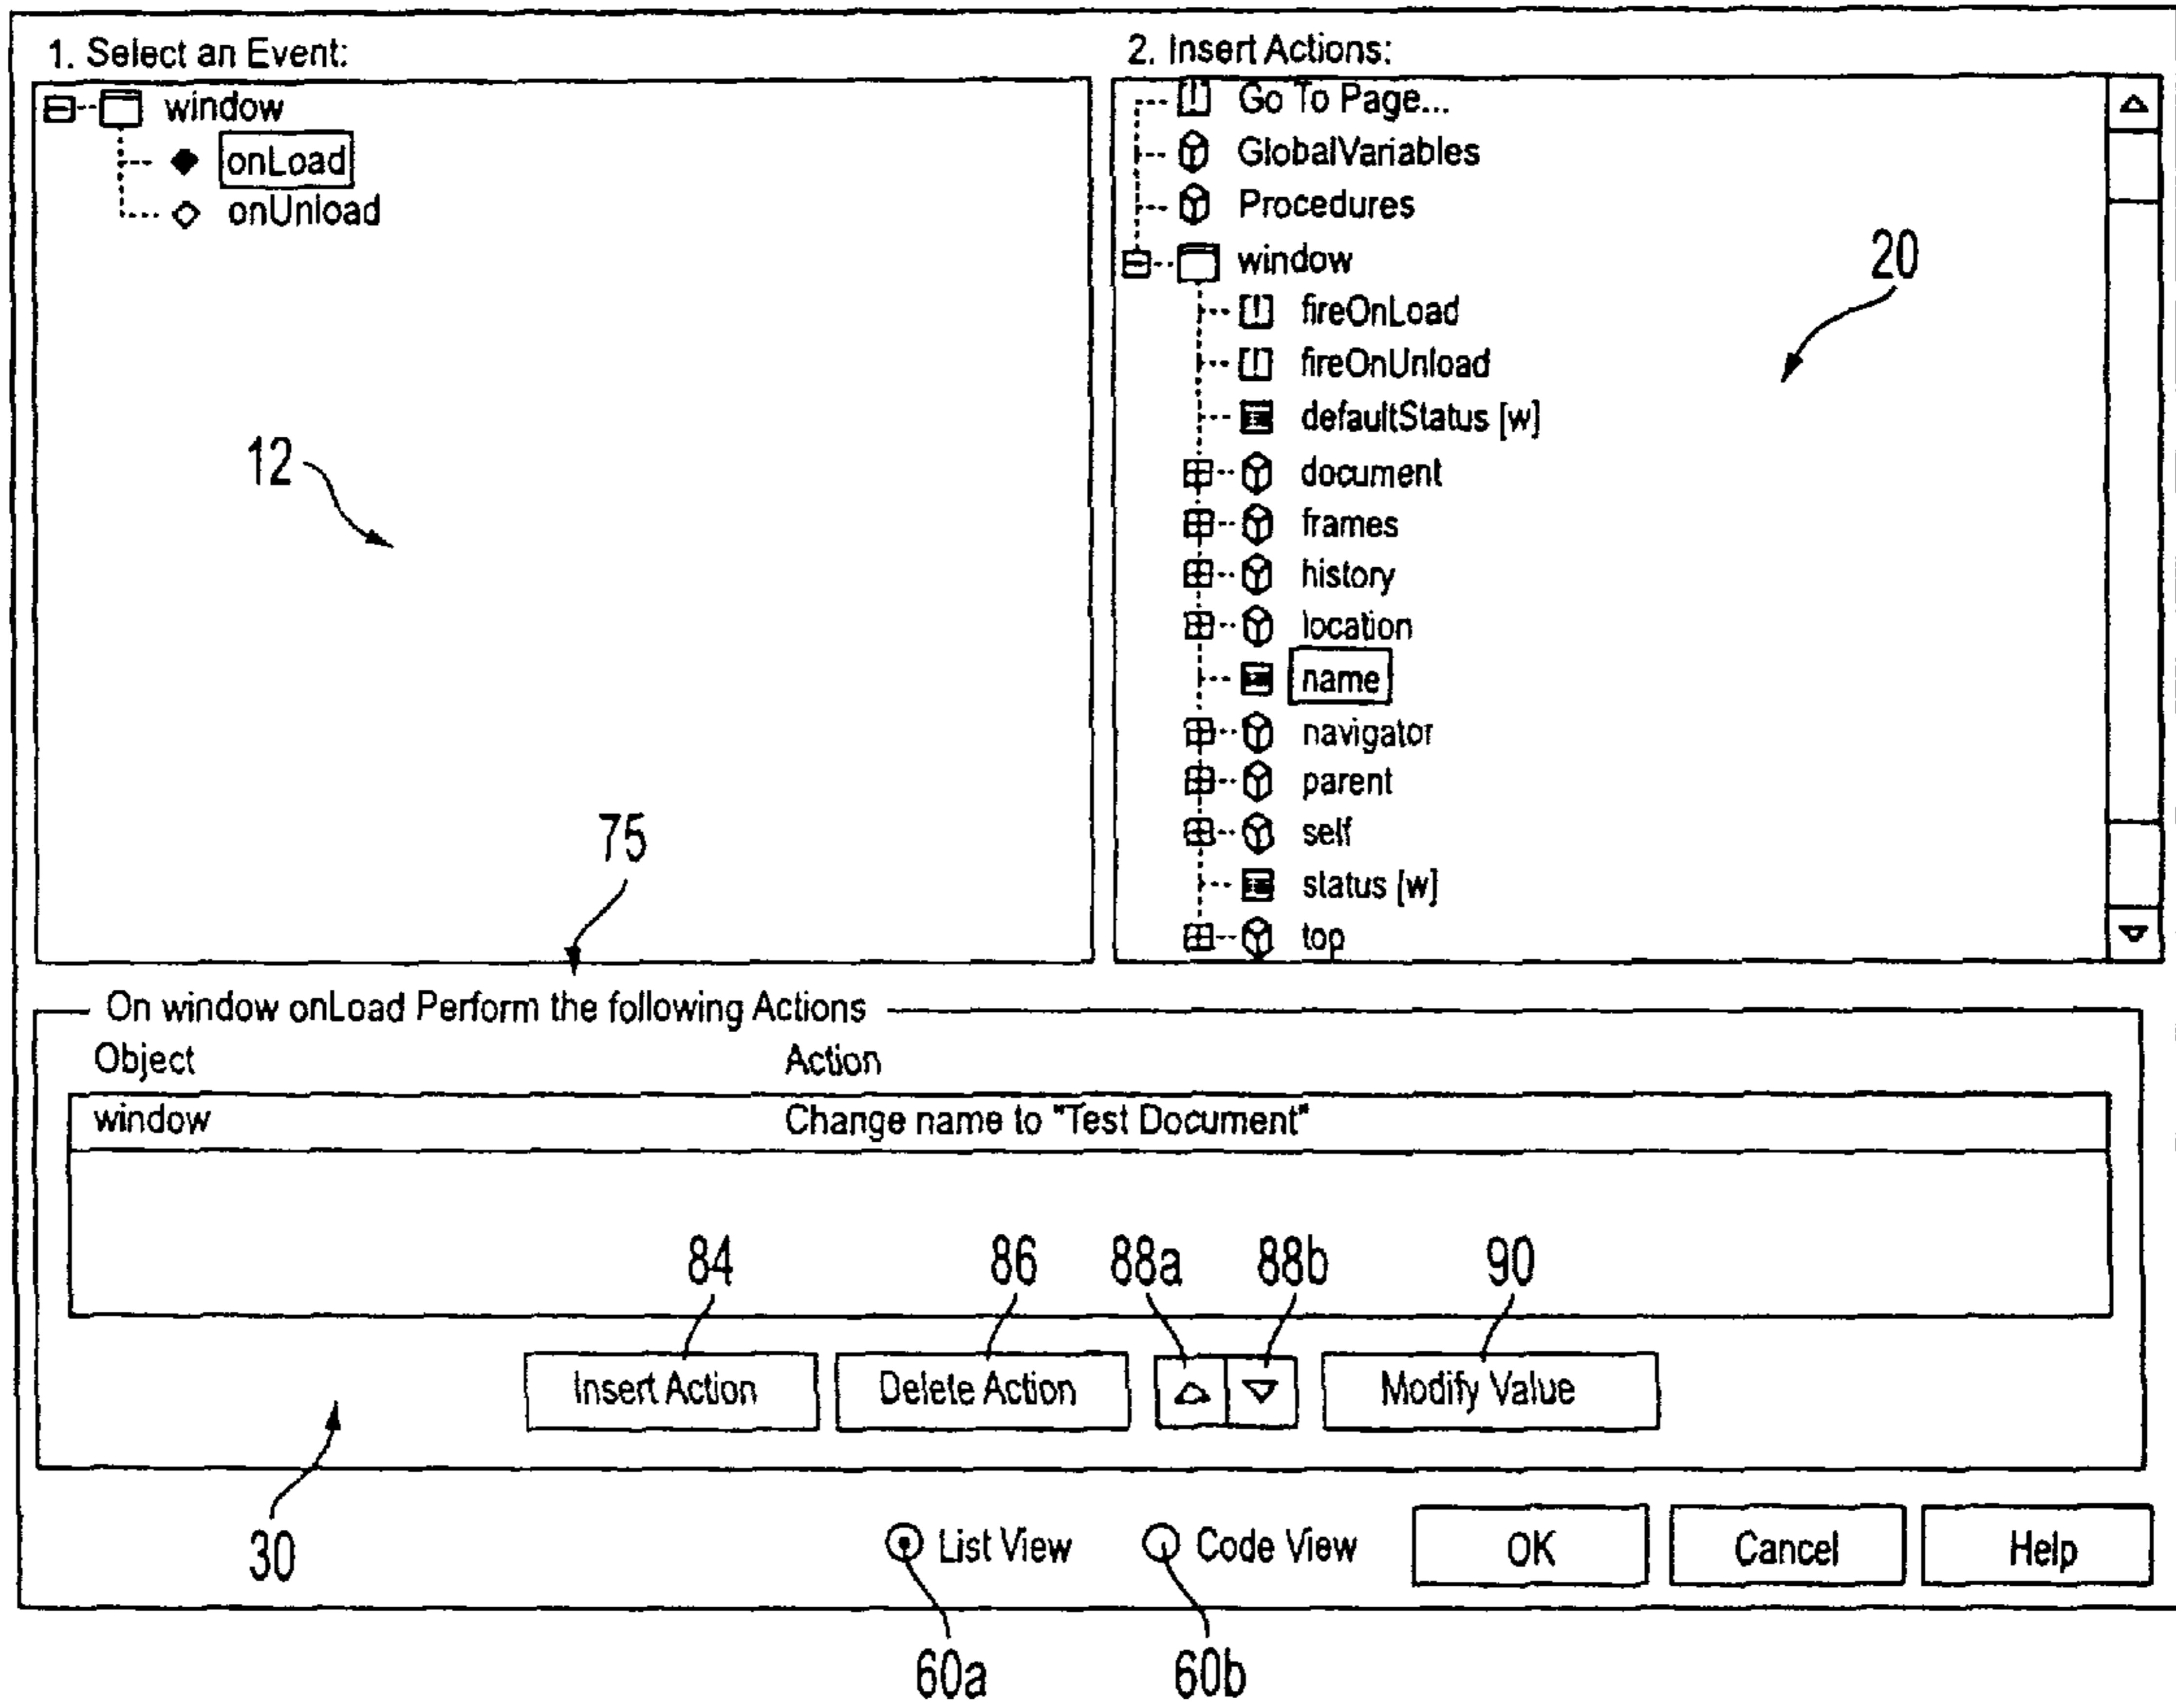 1. Select an Event:
window
onLoad
onUnload
12
75
2. Insert Actions:
Go To Page...
GlobalVariables
Procedures
window
fireOnLoad
fireOnUnload
defaultStatus [w]
document
frames
history
location
name
navigator
parent
self
status [w]
top
20
On window onLoad Perform the following Actions
Object Action
window Change name to "Test Document"
84 86 88a 88b 90
Insert Action Delete Action Modify Value
30
List View Code View OK Cancel Help
60a 60b